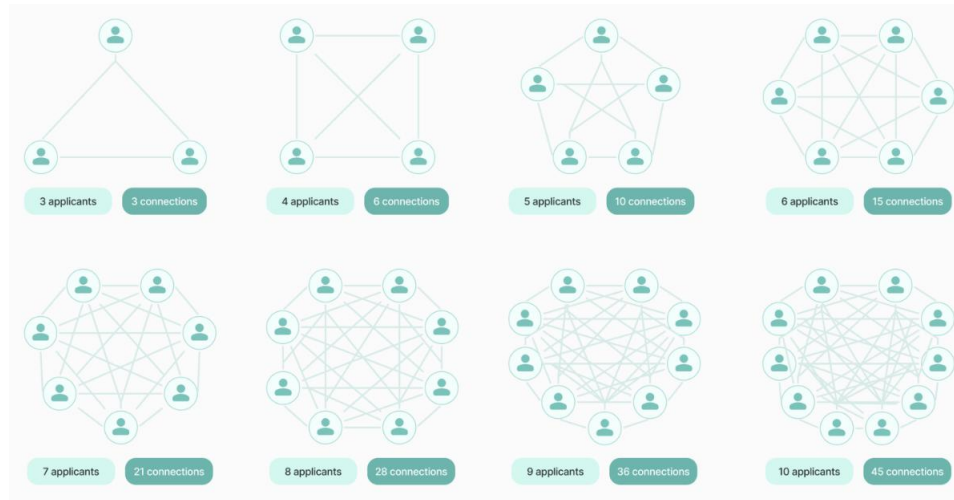 3 applicants 3 connections
4 applicants 6 connections
5 applicants 10 connections
6 applicants 15 connections
7 applicants 21 connections
8 applicants 28 connections
9 applicants 36 connections
10 applicants 45 connections